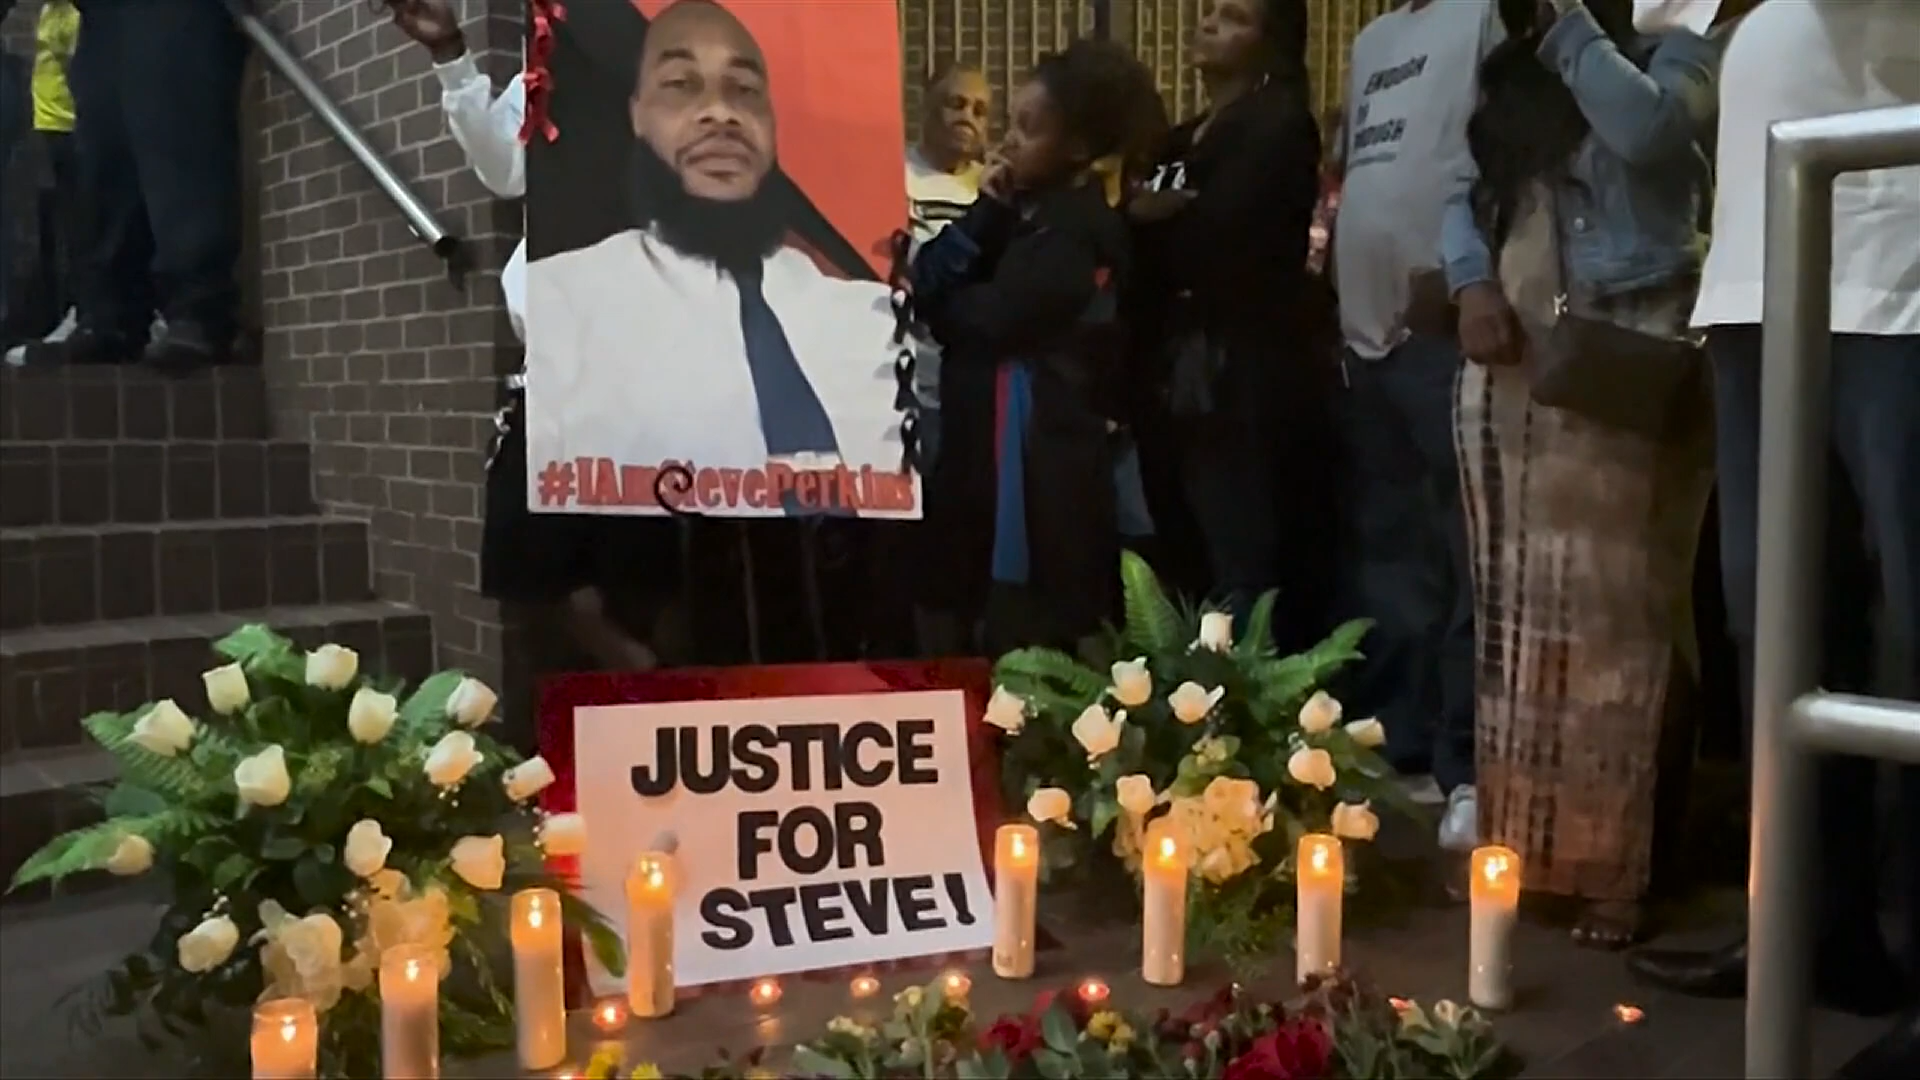 ENOUGH
IS
ENOUGH
#IAmStevePerkins
JUSTICE
FOR
STEVE!